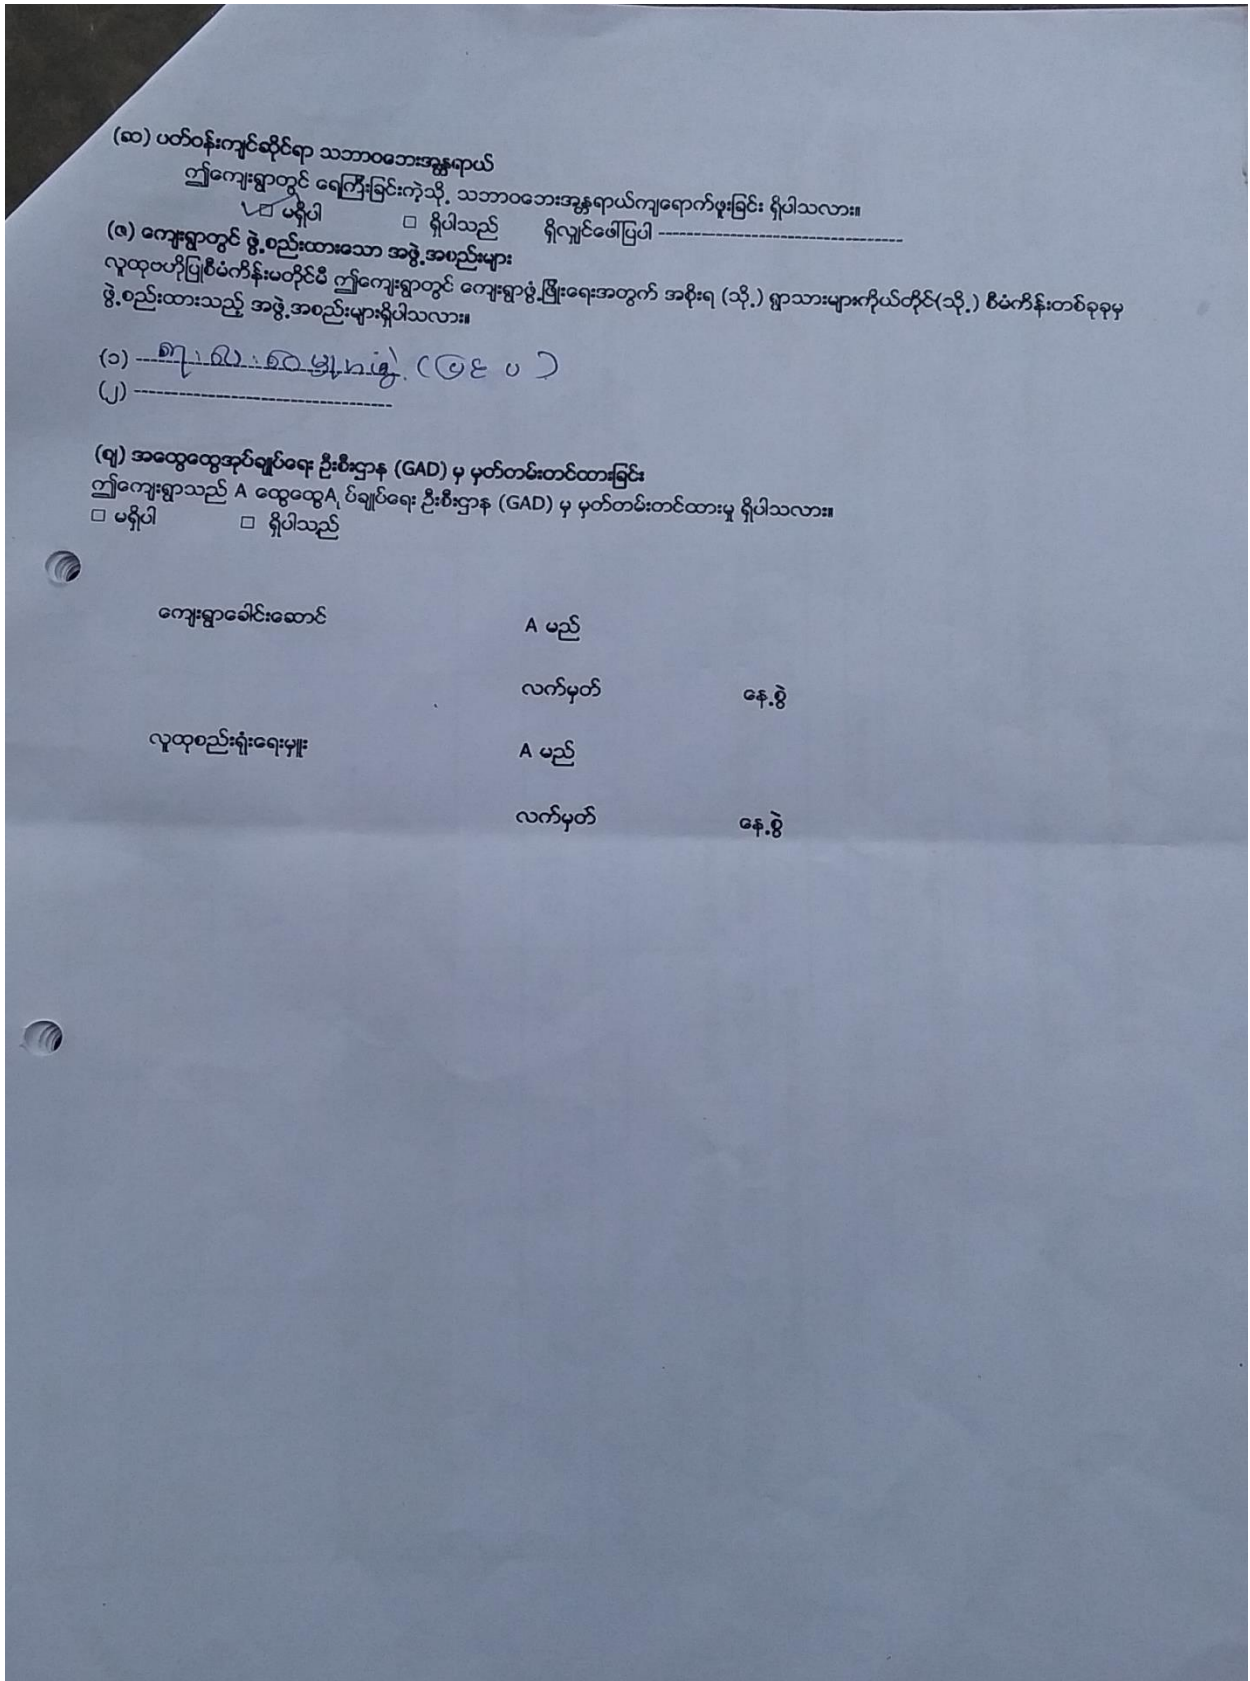 (ဆ) ပတ်ဝန်းကျင်ဆိုင်ရာ သဘာဝဘေးအန္တရာယ်
ဤကျေးရွာတွင် ရေကြီးခြင်းကဲ့သို့ သဘာဝဘေးအန္တရာယ်ကျရောက်ဖူးခြင်း ရှိပါသလား။
☑ မရှိပါ □ ရှိပါသည် ရှိလျှင်ဖေါ်ပြပါ ----------------------------------
(ဇ) ကျေးရွာတွင် ဖွဲ့စည်းထားသော အဖွဲ့အစည်းများ
လူထုဗဟိုပြုစီမံကိန်းမတိုင်မီ ဤကျေးရွာတွင် ကျေးရွာဖွံ့ဖြိုးရေးအတွက် အစိုးရ (သို့) ရွာသားများကိုယ်တိုင်(သို့) စီမံကိန်းတစ်ခုခုမှ
ဖွဲ့စည်းထားသည့် အဖွဲ့အစည်းများရှိပါသလား။
(၁)
(၂) ------------------------------------
(ဈ) အထွေထွေအုပ်ချုပ်ရေး ဦးစီးဌာန (GAD) မှ မှတ်တမ်းတင်ထားခြင်း
ဤကျေးရွာသည် A ထွေထွေA ုပ်ချုပ်ရေး ဦးစီးဌာန (GAD) မှ မှတ်တမ်းတင်ထားမှု ရှိပါသလား။
□ မရှိပါ □ ရှိပါသည်
ကျေးရွာခေါင်းဆောင် A မည်
လက်မှတ် နေ့စွဲ
လူထုစည်းရုံးရေးမှူး A မည်
လက်မှတ် နေ့စွဲ